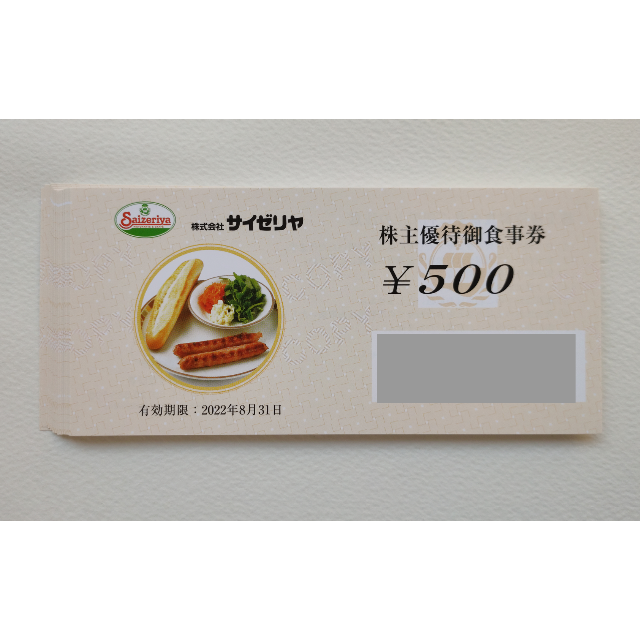 Saizeriya
株式会社 サイゼリヤ
株主優待御食事券
￥500
有効期限：2022年8月31日